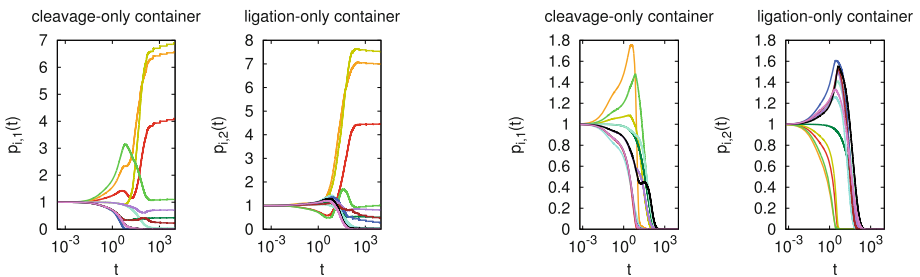 cleavage-only container
ligation-only container
cleavage-only container
ligation-only container
7
6
5
4
3
2
1
0
p_{i,1}(t)
10^{-3} 10^{0} 10^{3}
t
8
7
6
5
4
3
2
1
0
p_{i,2}(t)
10^{-3} 10^{0} 10^{3}
t
1.8
1.6
1.4
1.2
1
0.8
0.6
0.4
0.2
0
p_{i,1}(t)
10^{-3} 10^{0} 10^{3}
t
1.8
1.6
1.4
1.2
1
0.8
0.6
0.4
0.2
0
p_{i,2}(t)
10^{-3} 10^{0} 10^{3}
t